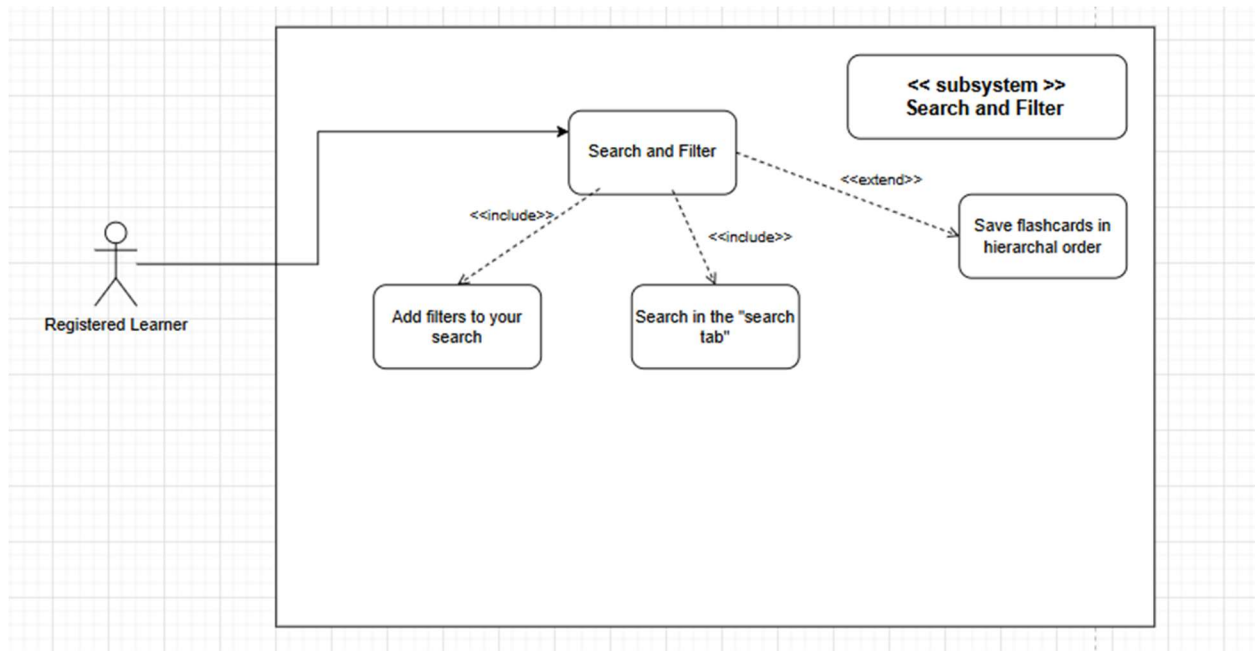 << subsystem >>
Search and Filter
Search and Filter
<<extend>>
<<include>>
<<include>>
Save flashcards in
hierarchal order
Registered Learner
Add filters to your
search
Search in the "search
tab"